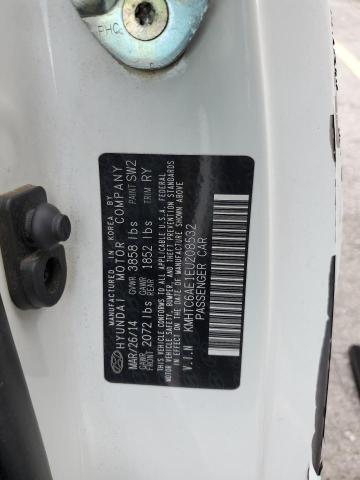 PHC
MANUFACTURED IN KOREA BY
HYUNDAI MOTOR COMPANY
MAR/26/14 GVWR 3858 lbs PAINT SW2
GAWR FRONT 2072 lbs GAWR REAR 1852 lbs TRIM RY
THIS VEHICLE CONFORMS TO ALL APPLICABLE U.S.A. FEDERAL
MOTOR VEHICLE SAFETY, BUMPER, AND THEFT PREVENTION STANDARDS
IN EFFECT ON THE DATE OF MANUFACTURE SHOWN ABOVE
V.I.N KMHTC6AE1EU208532
PASSENGER CAR